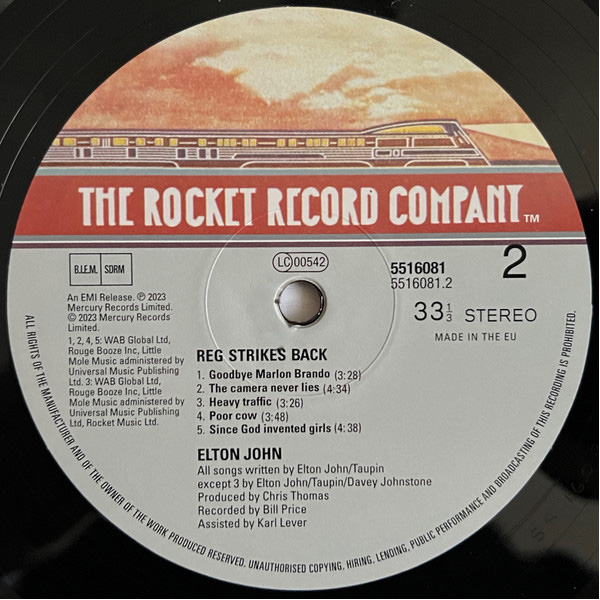 THE ROCKET RECORD COMPANY TM
B.I.E.M. SDRM
LC 00542
5516081
5516081.2
2
33 1/3 STEREO
MADE IN THE EU
An EMI Release. ℗ 2023
Mercury Records Limited.
© 2023 Mercury Records
Limited.
1, 2, 4, 5: WAB Global Ltd,
Rouge Booze Inc, Little
Mole Music administered by
Universal Music Publishing
Ltd. 3: WAB Global Ltd,
Rouge Booze Inc, Little
Mole Music administered by
Universal Music Publishing
Ltd, Rocket Music Ltd.
REG STRIKES BACK
1. Goodbye Marlon Brando (3:28)
2. The camera never lies (4:34)
3. Heavy traffic (3:26)
4. Poor cow (3:48)
5. Since God invented girls (4:38)
ELTON JOHN
All songs written by Elton John/Taupin
except 3 by Elton John/Taupin/Davey Johnstone
Produced by Chris Thomas
Recorded by Bill Price
Assisted by Karl Lever
ALL RIGHTS OF THE MANUFACTURER AND OF THE OWNER OF THE WORK PRODUCED RESERVED. UNAUTHORISED COPYING, HIRING, LENDING, PUBLIC PERFORMANCE AND BROADCASTING OF THIS RECORDING IS PROHIBITED.